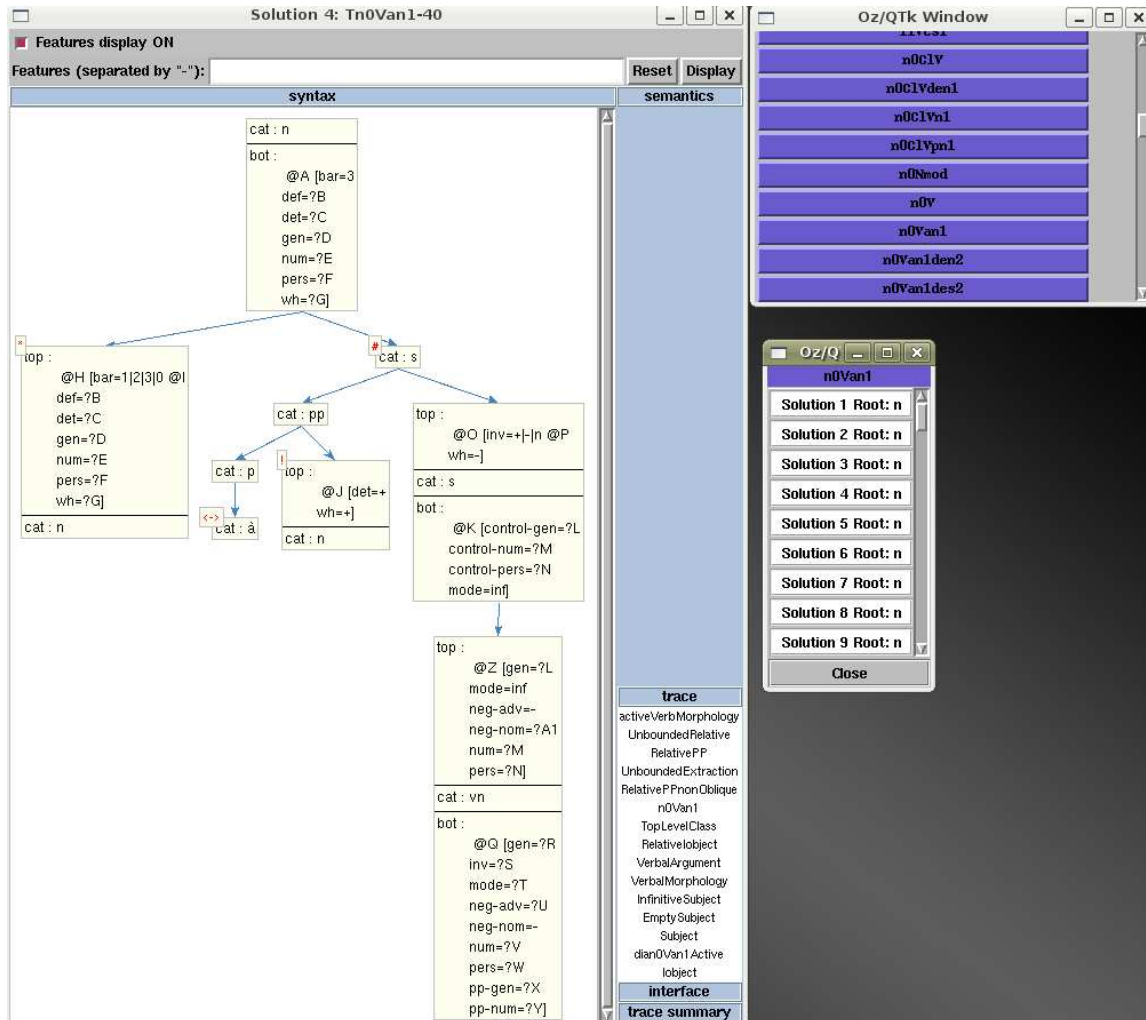 Solution 4: Tn0Van1-40
Features display ON
Features (separated by "-"):
Reset
Display
syntax
semantics
cat : n
bot :
@A [bar=3
def=?B
det=?C
gen=?D
num=?E
pers=?F
wh=?G]
*
top :
@H [bar=1|2|3|0 @I
def=?B
det=?C
gen=?D
num=?E
pers=?F
wh=?G]
cat : n
#
cat : s
cat : pp
cat : p
<->
cat : à
!
top :
@J [det=+
wh=+]
cat : n
top :
@O [inv=+|-|n @P
wh=-]
cat : s
bot :
@K [control-gen=?L
control-num=?M
control-pers=?N
mode=inf]
top :
@Z [gen=?L
mode=inf
neg-adv=-
neg-nom=?A1
num=?M
pers=?N]
cat : vn
bot :
@Q [gen=?R
inv=?S
mode=?T
neg-adv=?U
neg-nom=-
num=?V
pers=?W
pp-gen=?X
pp-num=?Y]
trace
activeVerbMorphology
UnboundedRelative
RelativePP
UnboundedExtraction
RelativePPnonOblique
n0Van1
TopLevelClass
RelativeIobject
VerbalArgument
VerbalMorphology
InfinitiveSubject
EmptySubject
Subject
dian0Van1Active
Iobject
interface
trace summary
Oz/QTk Window
n0ClV
n0ClVden1
n0ClVn1
n0ClVpn1
n0Nmod
n0V
n0Van1
n0Van1den2
n0Van1des2
Oz/Q
n0Van1
Solution 1 Root: n
Solution 2 Root: n
Solution 3 Root: n
Solution 4 Root: n
Solution 5 Root: n
Solution 6 Root: n
Solution 7 Root: n
Solution 8 Root: n
Solution 9 Root: n
Close